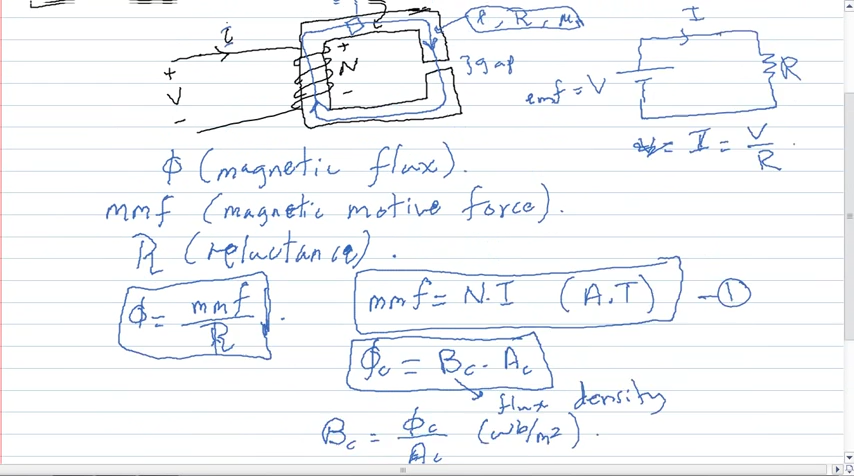 i
ℓ, R, μ
I
+
V
-
+
N
-
3 gap
emf = V
R
= I = V/R
ϕ (magnetic flux).
mmf (magnetic motive force).
R (reluctance).
ϕ = mmf/R
mmf = N.I (A.T) - ①
ϕc = Bc . Ac
flux density
Bc = ϕc/Ac (wb/m²).